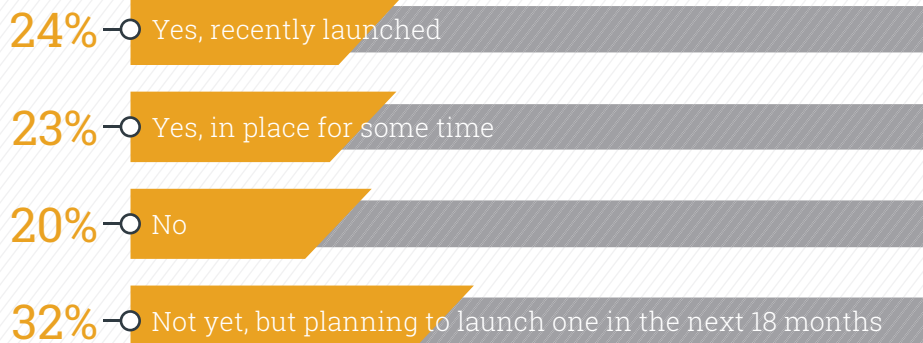 24% Yes, recently launched
23% Yes, in place for some time
20% No
32% Not yet, but planning to launch one in the next 18 months